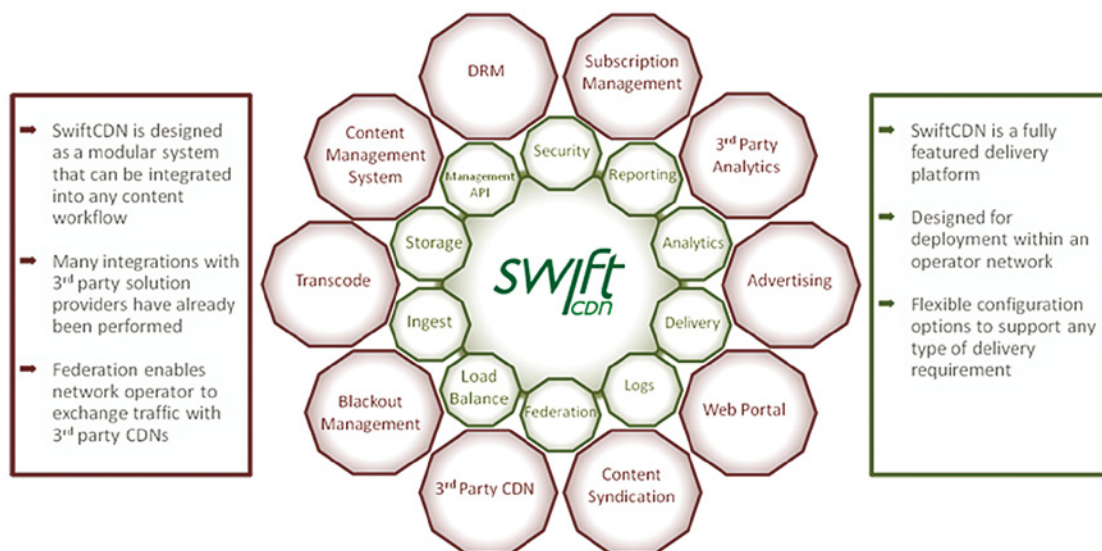 ➡ SwiftCDN is designed
as a modular system
that can be integrated
into any content
workflow
➡ Many integrations with
3rd party solution
providers have already
been performed
➡ Federation enables
network operator to
exchange traffic with
3rd party CDNs
DRM
Subscription
Management
Content
Management
System
3rd Party
Analytics
Transcode
Advertising
Blackout
Management
Web Portal
3rd Party CDN
Content
Syndication
Security
Management
API
Reporting
Storage
Analytics
Ingest
Delivery
Load
Balance
Logs
Federation
swift
CDN
➡ SwiftCDN is a fully
featured delivery
platform
➡ Designed for
deployment within an
operator network
➡ Flexible configuration
options to support any
type of delivery
requirement